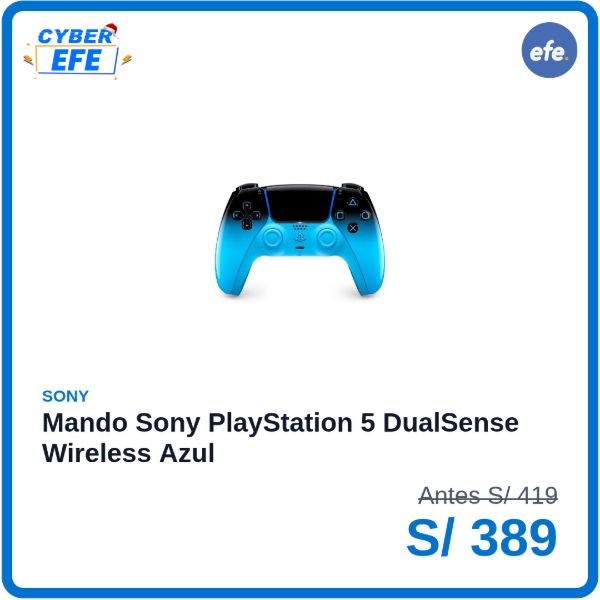 CYBER
EFE
efe.
SONY
Mando Sony PlayStation 5 DualSense
Wireless Azul
Antes S/ 419
S/ 389